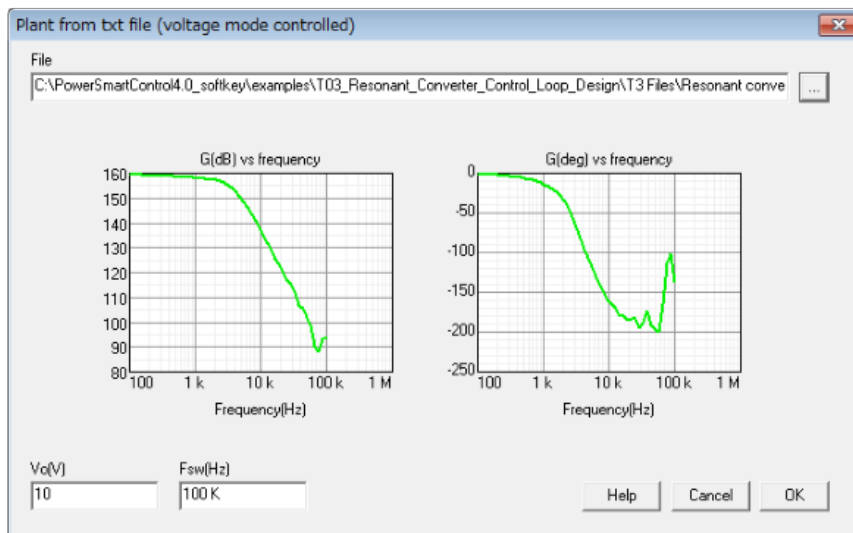 Plant from txt file (voltage mode controlled)
File
C:\PowerSmartControl4.0_softkey\examples\T03_Resonant_Converter_Control_Loop_Design\T3 Files\Resonant conve
...
G(dB) vs frequency
160
150
140
130
120
110
100
90
80
100 1 k 10 k 100 k 1 M
Frequency(Hz)
G(deg) vs frequency
0
-50
-100
-150
-200
-250
100 1 k 10 k 100 k 1 M
Frequency(Hz)
Vo(V) Fsw(Hz)
10 100 K
Help Cancel OK